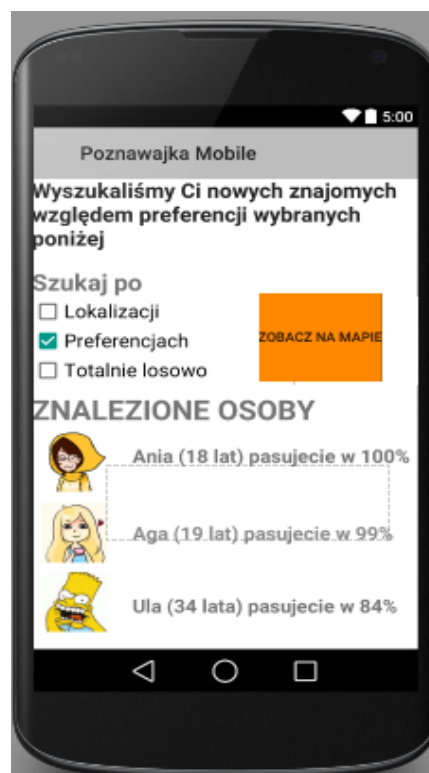 5:00
Poznawajka Mobile
Wyszukaliśmy Ci nowych znajomych
względem preferencji wybranych
poniżej
Szukaj po
Lokalizacji
Preferencjach
Totalnie losowo
ZOBACZ NA MAPIE
ZNALEZIONE OSOBY
Ania (18 lat) pasujecie w 100%
Aga (19 lat) pasujecie w 99%
Ula (34 lata) pasujecie w 84%